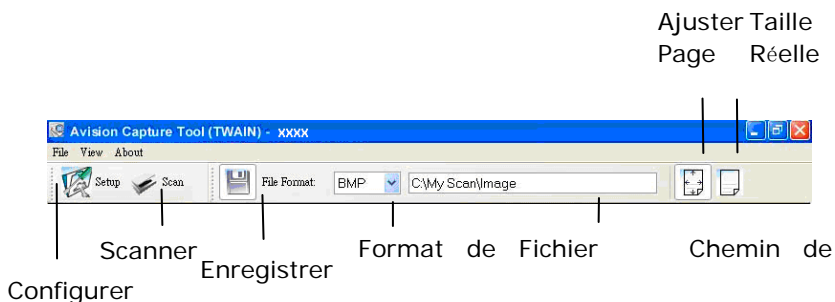 Ajuster Taille
Page Réelle
Avision Capture Tool (TWAIN) - xxxx
File View About
Setup Scan File Format: BMP C:\My Scan\Image
Scanner Format de Fichier Chemin de
Enregistrer
Configurer